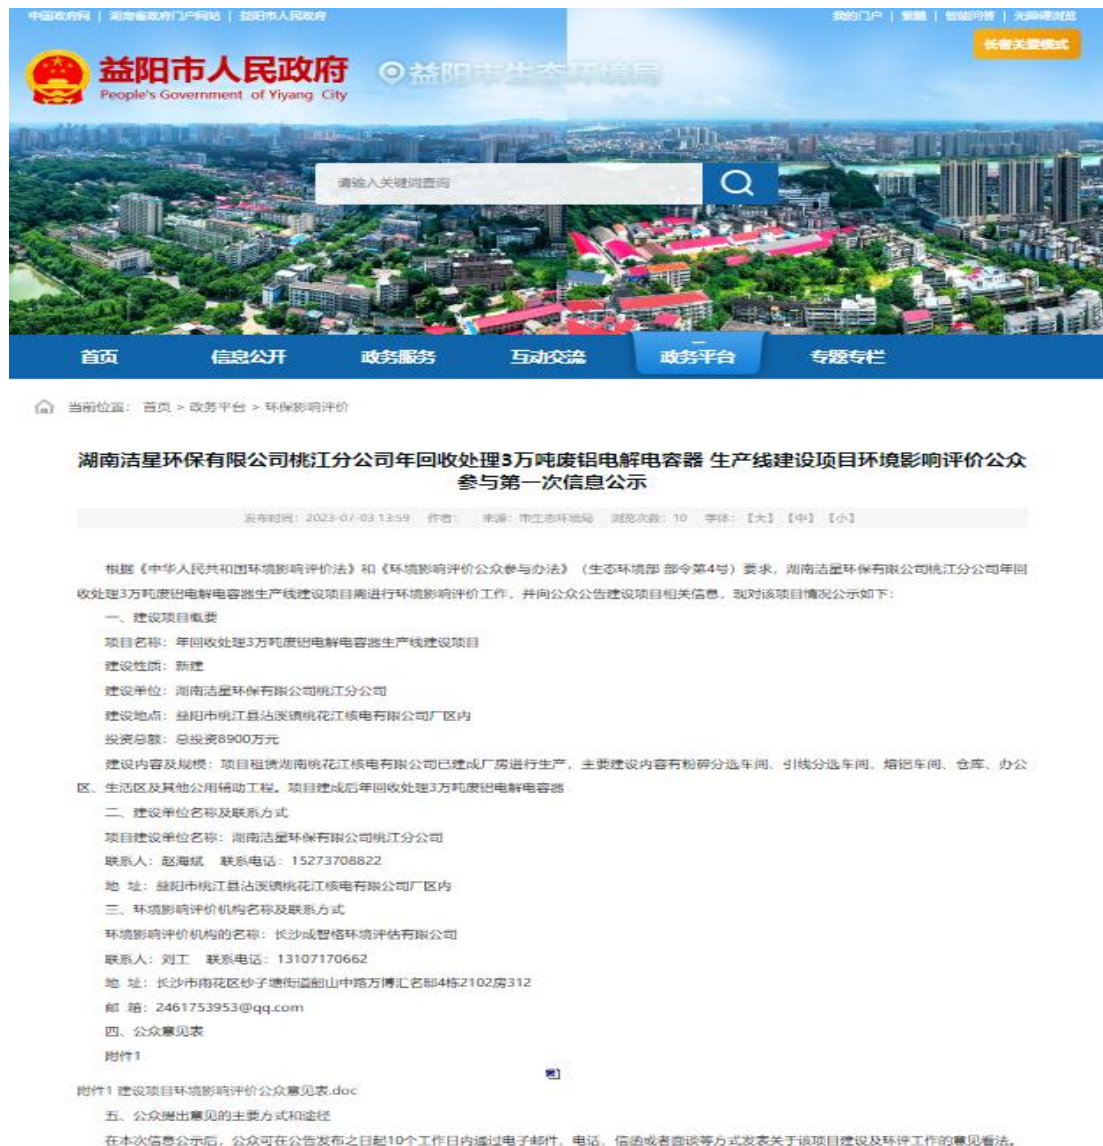 中国政府网 | 湖南省政府门户网站 | 益阳市人民政府
我的门户 | 繁體 | 智能问答 | 无障碍浏览
长者关爱模式
益阳市人民政府
People's Government of Yiyang City
益阳市生态环境局
请输入关键词查询
首页 信息公开 政务服务 互动交流 政务平台 专题专栏
当前位置： 首页 > 政务平台 > 环保影响评价
湖南洁星环保有限公司桃江分公司年回收处理3万吨废铝电解电容器 生产线建设项目环境影响评价公众
参与第一次信息公示
发布时间：2023-07-03 13:59 作者： 来源：市生态环境局 浏览次数：10 字体：【大】【中】【小】
根据《中华人民共和国环境影响评价法》和《环境影响评价公众参与办法》（生态环境部 部令第4号）要求，湖南洁星环保有限公司桃江分公司年回
收处理3万吨废铝电解电容器生产线建设项目需进行环境影响评价工作，并向公众公告建设项目相关信息，现对该项目情况公示如下：
一、建设项目概要
项目名称：年回收处理3万吨废铝电解电容器生产线建设项目
建设性质：新建
建设单位：湖南洁星环保有限公司桃江分公司
建设地点：益阳市桃江县沾溪镇桃花江核电有限公司厂区内
投资总额：总投资8900万元
建设内容及规模：项目租赁湖南桃花江核电有限公司已建成厂房进行生产，主要建设内容有粉碎分选车间、引线分选车间、熔铝车间、仓库、办公
区、生活区及其他公用辅助工程。项目建成后年回收处理3万吨废铝电解电容器
二、建设单位名称及联系方式
项目建设单位名称：湖南洁星环保有限公司桃江分公司
联系人：赵海斌 联系电话：15273708822
地 址：益阳市桃江县沾溪镇桃花江核电有限公司厂区内
三、环境影响评价机构名称及联系方式
环境影响评价机构的名称：长沙成智格环境评估有限公司
联系人：刘工 联系电话：13107170662
地 址：长沙市雨花区砂子塘街道韶山中路万博汇名邸4栋2102房312
邮 箱：2461753953@qq.com
四、公众意见表
附件1
附件1 建设项目环境影响评价公众意见表.doc
五、公众提出意见的主要方式和途径
在本次信息公示后，公众可在公告发布之日起10个工作日内通过电子邮件、电话、信函或者面谈等方式发表关于该项目建设及环评工作的意见看法。